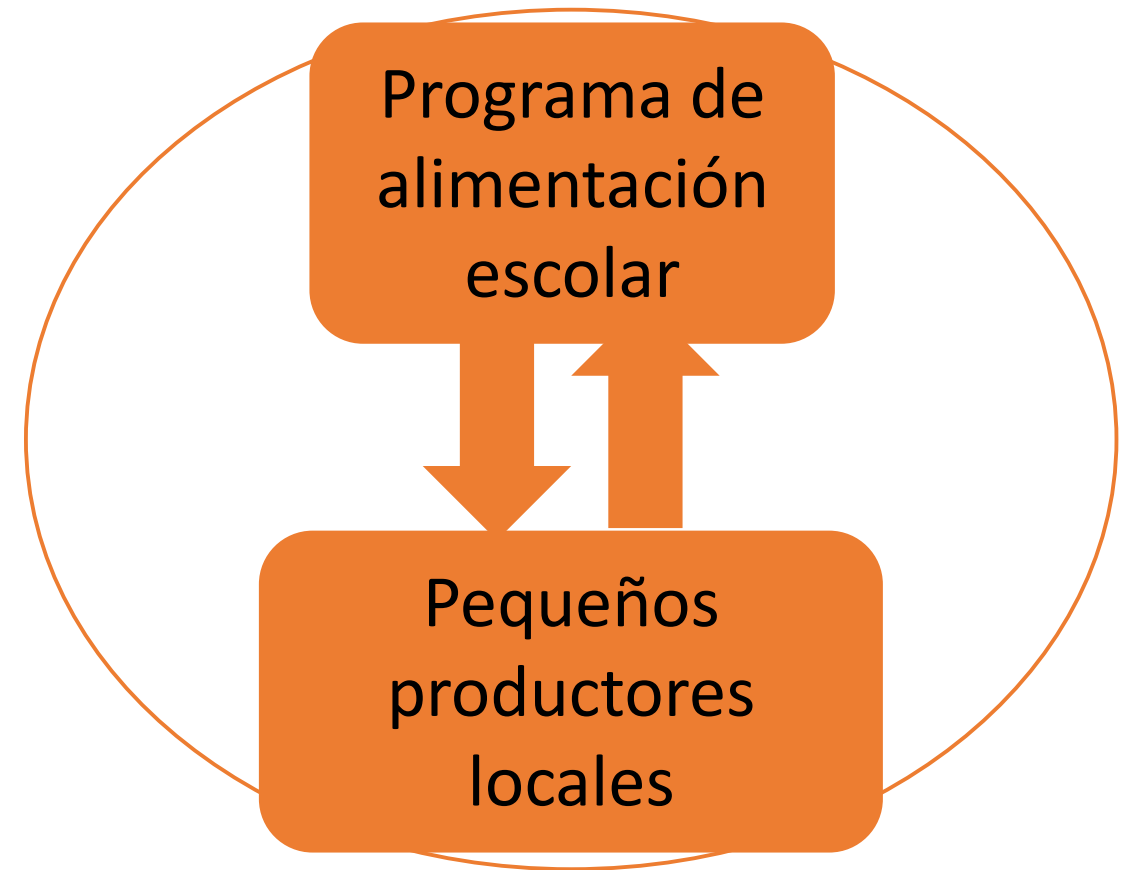 Programa de
alimentación
escolar
Pequeños
productores
locales